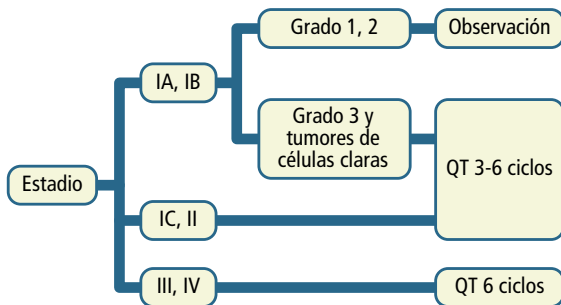 Grado 1, 2
Observación
IA, IB
Grado 3 y
tumores de
células claras
QT 3-6 ciclos
Estadio
IC, II
III, IV
QT 6 ciclos